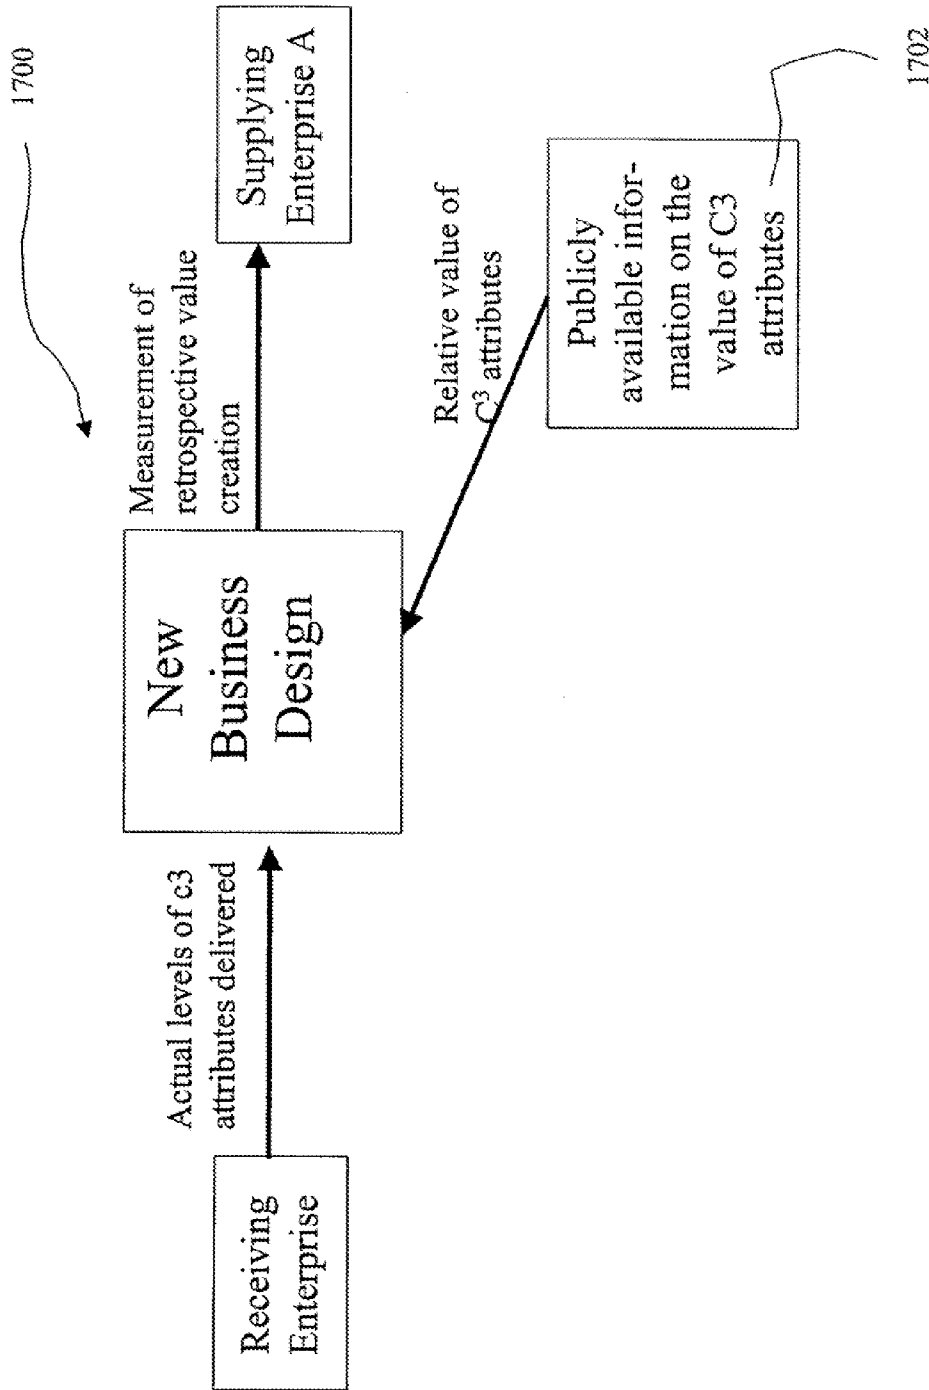 1700
Receiving
Enterprise
Actual levels of c3
attributes delivered
New
Business
Design
Measurement of
retrospective value
creation
Supplying
Enterprise A
Relative value of
C³ attributes
Publicly
available infor-
mation on the
value of C3
attributes
1702